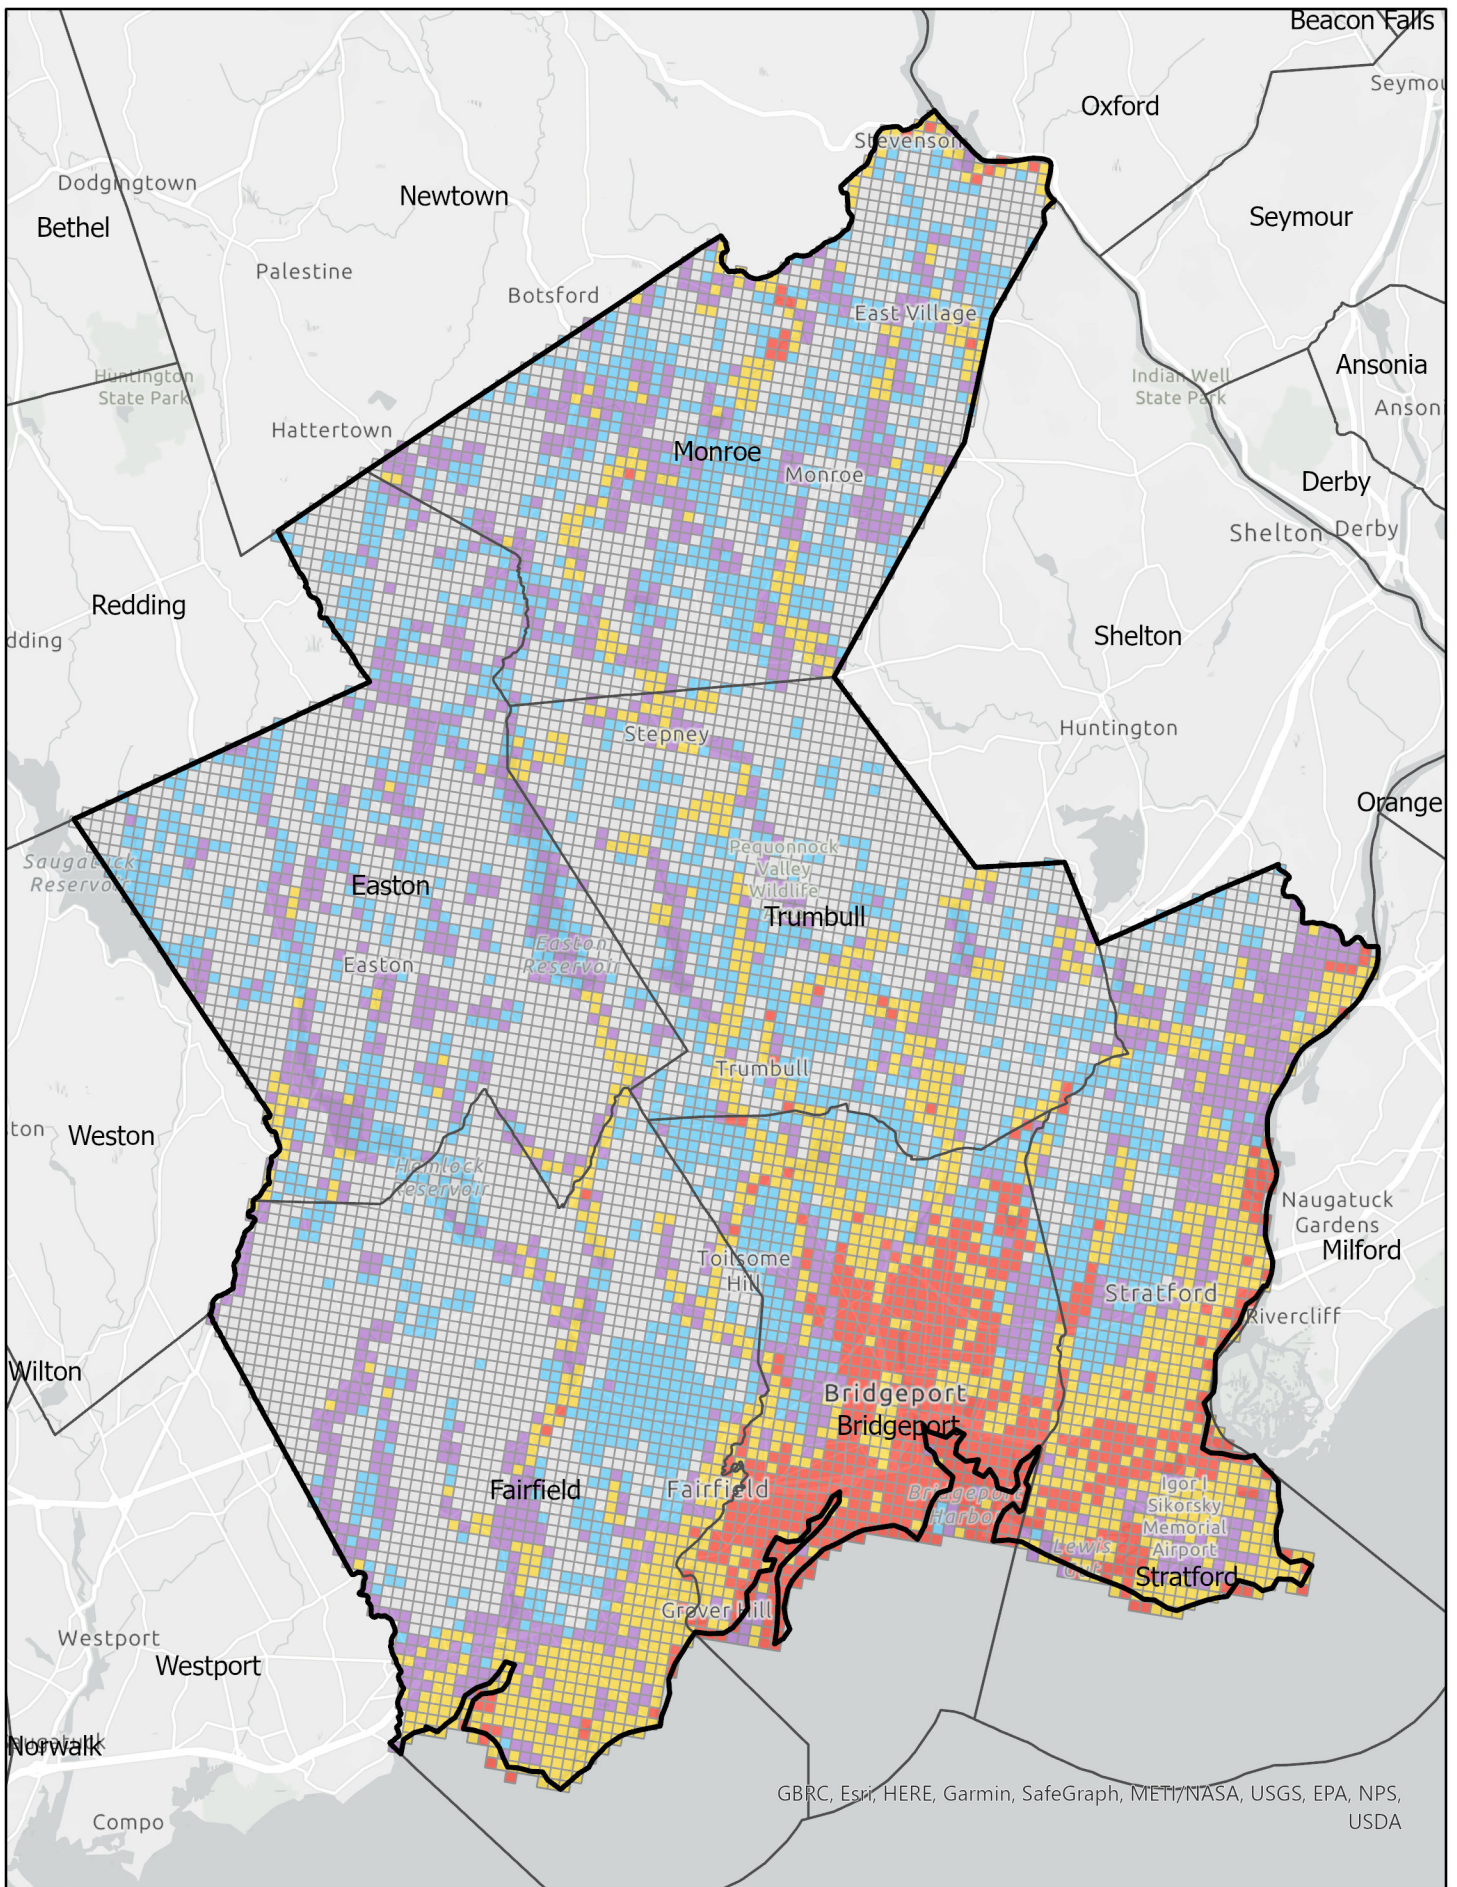 Beacon Falls
Seymou
Oxford
Stevenson
Dodgingtown
Newtown
Bethel
Seymour
Palestine
Botsford
East Village
Ansonia
Huntington
State Park
Indian Well
State Park
Ansoni
Hattertown
Monroe
Monroe
Derby
Shelton
Derby
Redding
dding
Shelton
Huntington
Stepney
Orange
Saugatuck
Reservoir
Pequonnock
Valley
Wildlife
Easton
Trumbull
Easton
Reservoir
Easton
Trumbull
ton
Weston
Hemlock
Reservoir
Naugatuck
Gardens
Milford
Toilsome
Hill
Stratford
Rivercliff
Wilton
Bridgeport
Bridgeport
Fairfield
Fairfield
Bridgeport
Harbo
Igor I
Sikorsky
Memorial
Airport
Lewis
Gut
Stratford
Grover Hill
Westport
Westport
Norwalk
Compo
GBRC, Esri, HERE, Garmin, SafeGraph, METI/NASA, USGS, EPA, NPS,
USDA